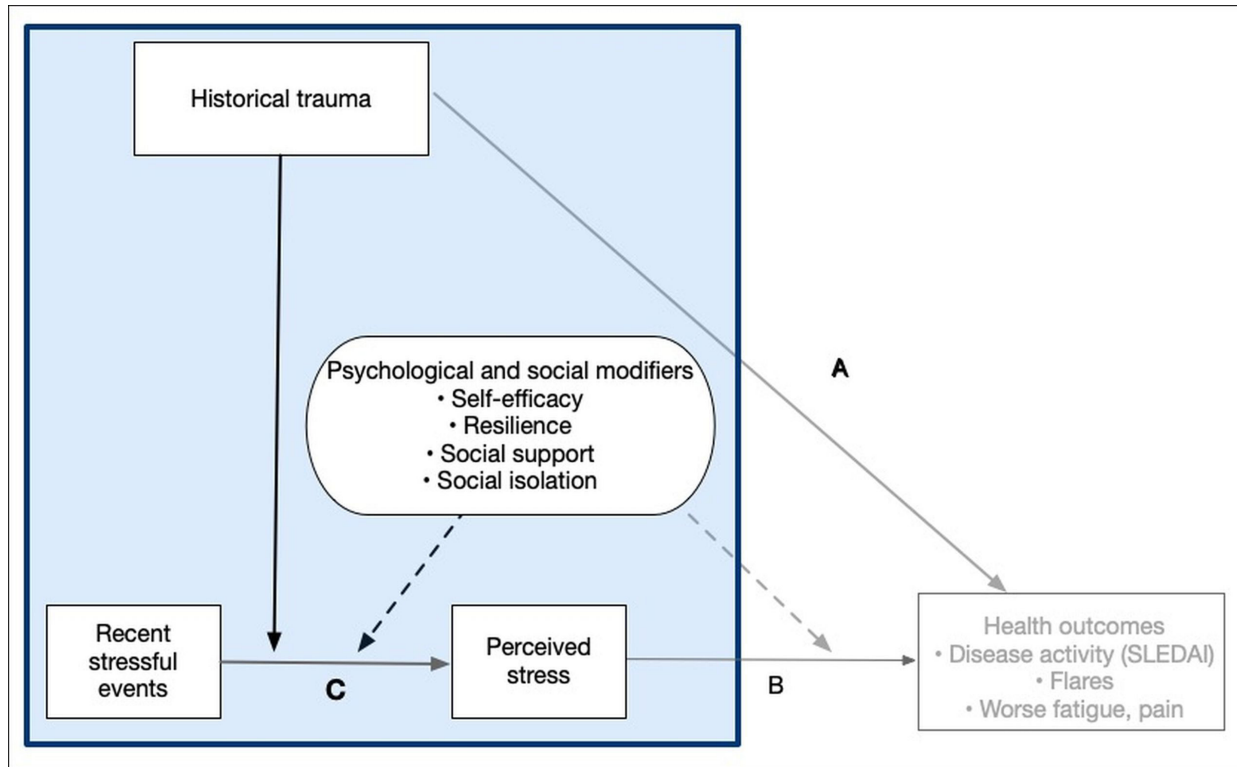 Historical trauma
A
Psychological and social modifiers
• Self-efficacy
• Resilience
• Social support
• Social isolation
Recent
stressful
events
C
Perceived
stress
B
Health outcomes
• Disease activity (SLEDAI)
• Flares
• Worse fatigue, pain